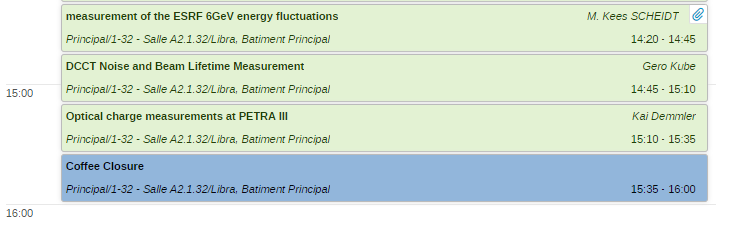 measurement of the ESRF 6GeV energy fluctuations M. Kees SCHEIDT
Principal/1-32 - Salle A2.1.32/Libra, Batiment Principal 14:20 - 14:45
DCCT Noise and Beam Lifetime Measurement Gero Kube
15:00 Principal/1-32 - Salle A2.1.32/Libra, Batiment Principal 14:45 - 15:10
Optical charge measurements at PETRA III Kai Demmler
Principal/1-32 - Salle A2.1.32/Libra, Batiment Principal 15:10 - 15:35
Coffee Closure
Principal/1-32 - Salle A2.1.32/Libra, Batiment Principal 15:35 - 16:00
16:00